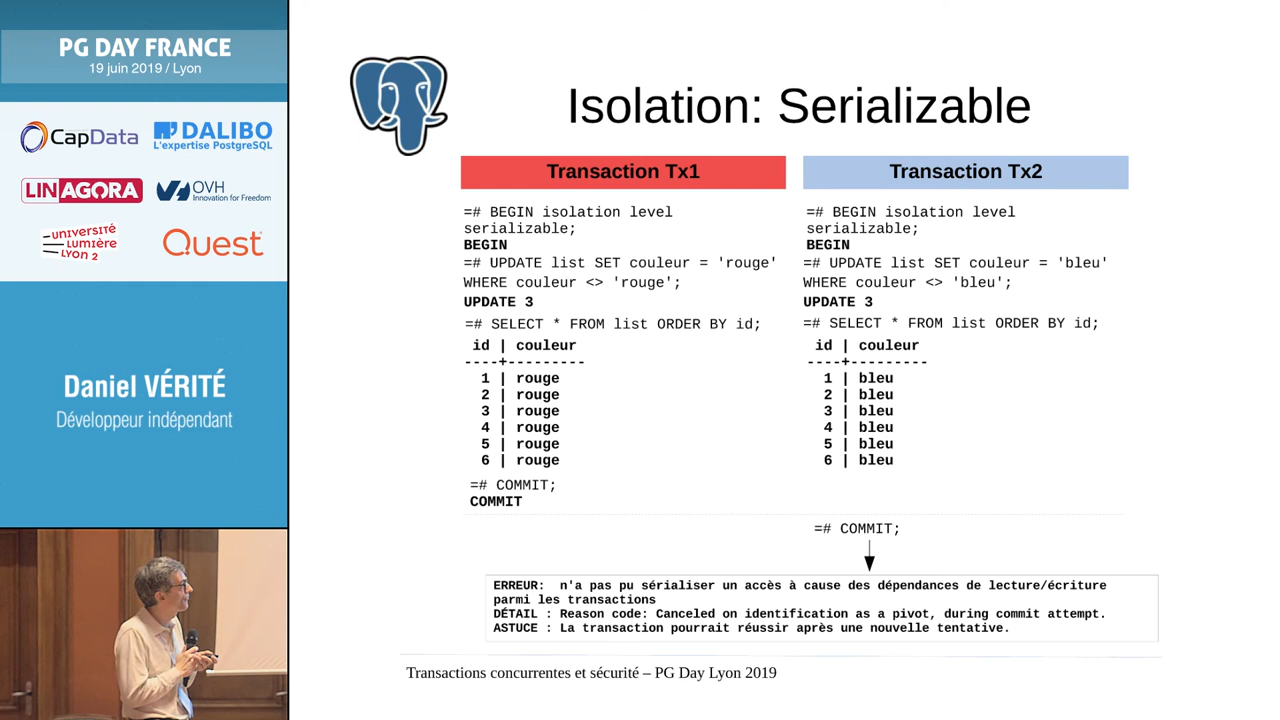 PG DAY FRANCE
19 juin 2019 / Lyon
CapData
DALIBO
L'expertise PostgreSQL
LINAGORA
OVH
Innovation for Freedom
UNIVERSITÉ
LUMIÈRE
LYON 2
Quest
Daniel VÉRITÉ
Développeur indépendant
Isolation: Serializable
Transaction Tx1
=# BEGIN isolation level
serializable;
BEGIN
=# UPDATE list SET couleur = 'rouge'
WHERE couleur <> 'rouge';
UPDATE 3
=# SELECT * FROM list ORDER BY id;
id | couleur
----+---------
1 | rouge
2 | rouge
3 | rouge
4 | rouge
5 | rouge
6 | rouge
=# COMMIT;
COMMIT
Transaction Tx2
=# BEGIN isolation level
serializable;
BEGIN
=# UPDATE list SET couleur = 'bleu'
WHERE couleur <> 'bleu';
UPDATE 3
=# SELECT * FROM list ORDER BY id;
id | couleur
----+---------
1 | bleu
2 | bleu
3 | bleu
4 | bleu
5 | bleu
6 | bleu
=# COMMIT;
ERREUR:  n'a pas pu sérialiser un accès à cause des dépendances de lecture/écriture
parmi les transactions
DÉTAIL : Reason code: Canceled on identification as a pivot, during commit attempt.
ASTUCE : La transaction pourrait réussir après une nouvelle tentative.
Transactions concurrentes et sécurité – PG Day Lyon 2019